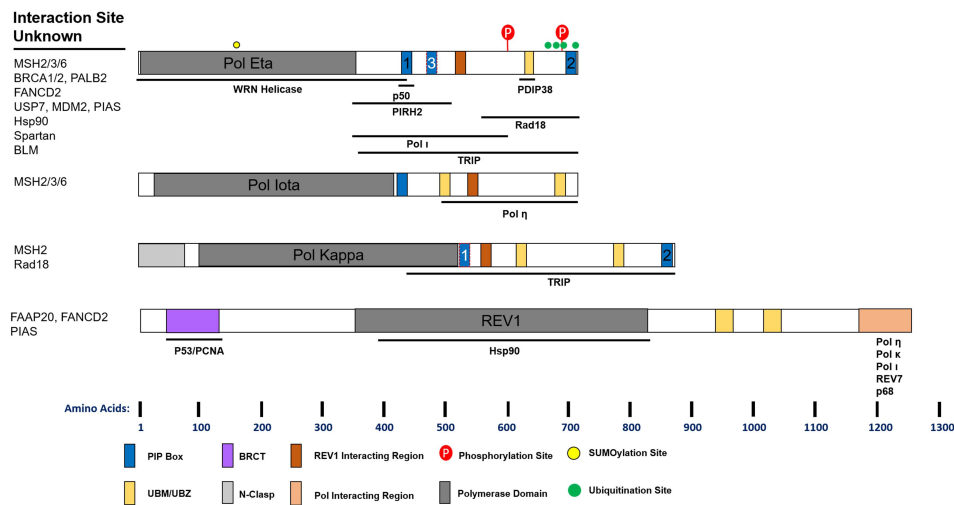 Interaction Site
Unknown
P
P
MSH2/3/6
BRCA1/2, PALB2
FANCD2
USP7, MDM2, PIAS
Hsp90
Spartan
BLM
Pol Eta
1
3
2
WRN Helicase
p50
PDIP38
PIRH2
Rad18
Pol ı
TRIP
MSH2/3/6
Pol Iota
Pol η
MSH2
Rad18
Pol Kappa
1
2
TRIP
FAAP20, FANCD2
PIAS
REV1
P53/PCNA
Hsp90
Pol η
Pol κ
Pol ı
REV7
p68
Amino Acids:
1 100 200 300 400 500 600 700 800 900 1000 1100 1200 1300
PIP Box
BRCT
REV1 Interacting Region
P Phosphorylation Site
SUMOylation Site
UBM/UBZ
N-Clasp
Pol Interacting Region
Polymerase Domain
Ubiquitination Site